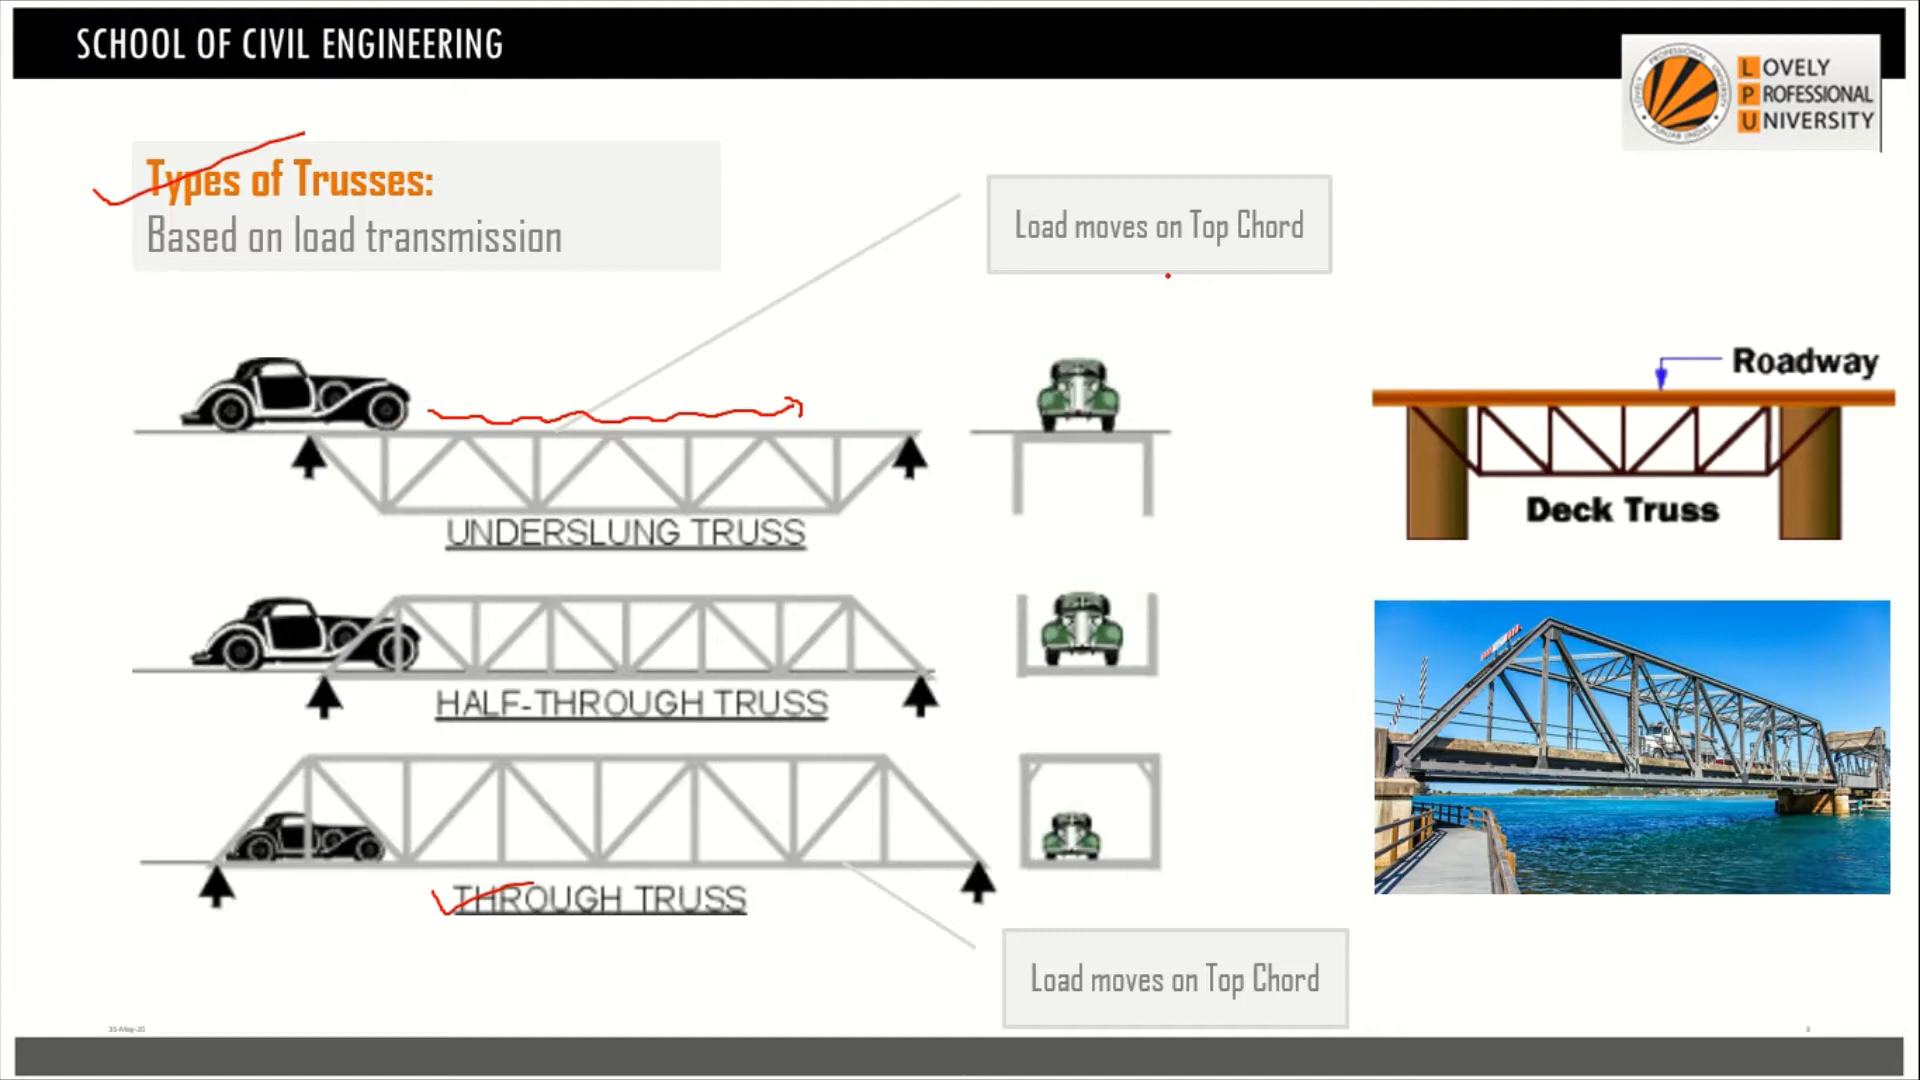 SCHOOL OF CIVIL ENGINEERING
LOVELY
PROFESSIONAL
UNIVERSITY
Types of Trusses:
Based on load transmission
Load moves on Top Chord
Roadway
Deck Truss
UNDERSLUNG TRUSS
HALF-THROUGH TRUSS
THROUGH TRUSS
Load moves on Top Chord